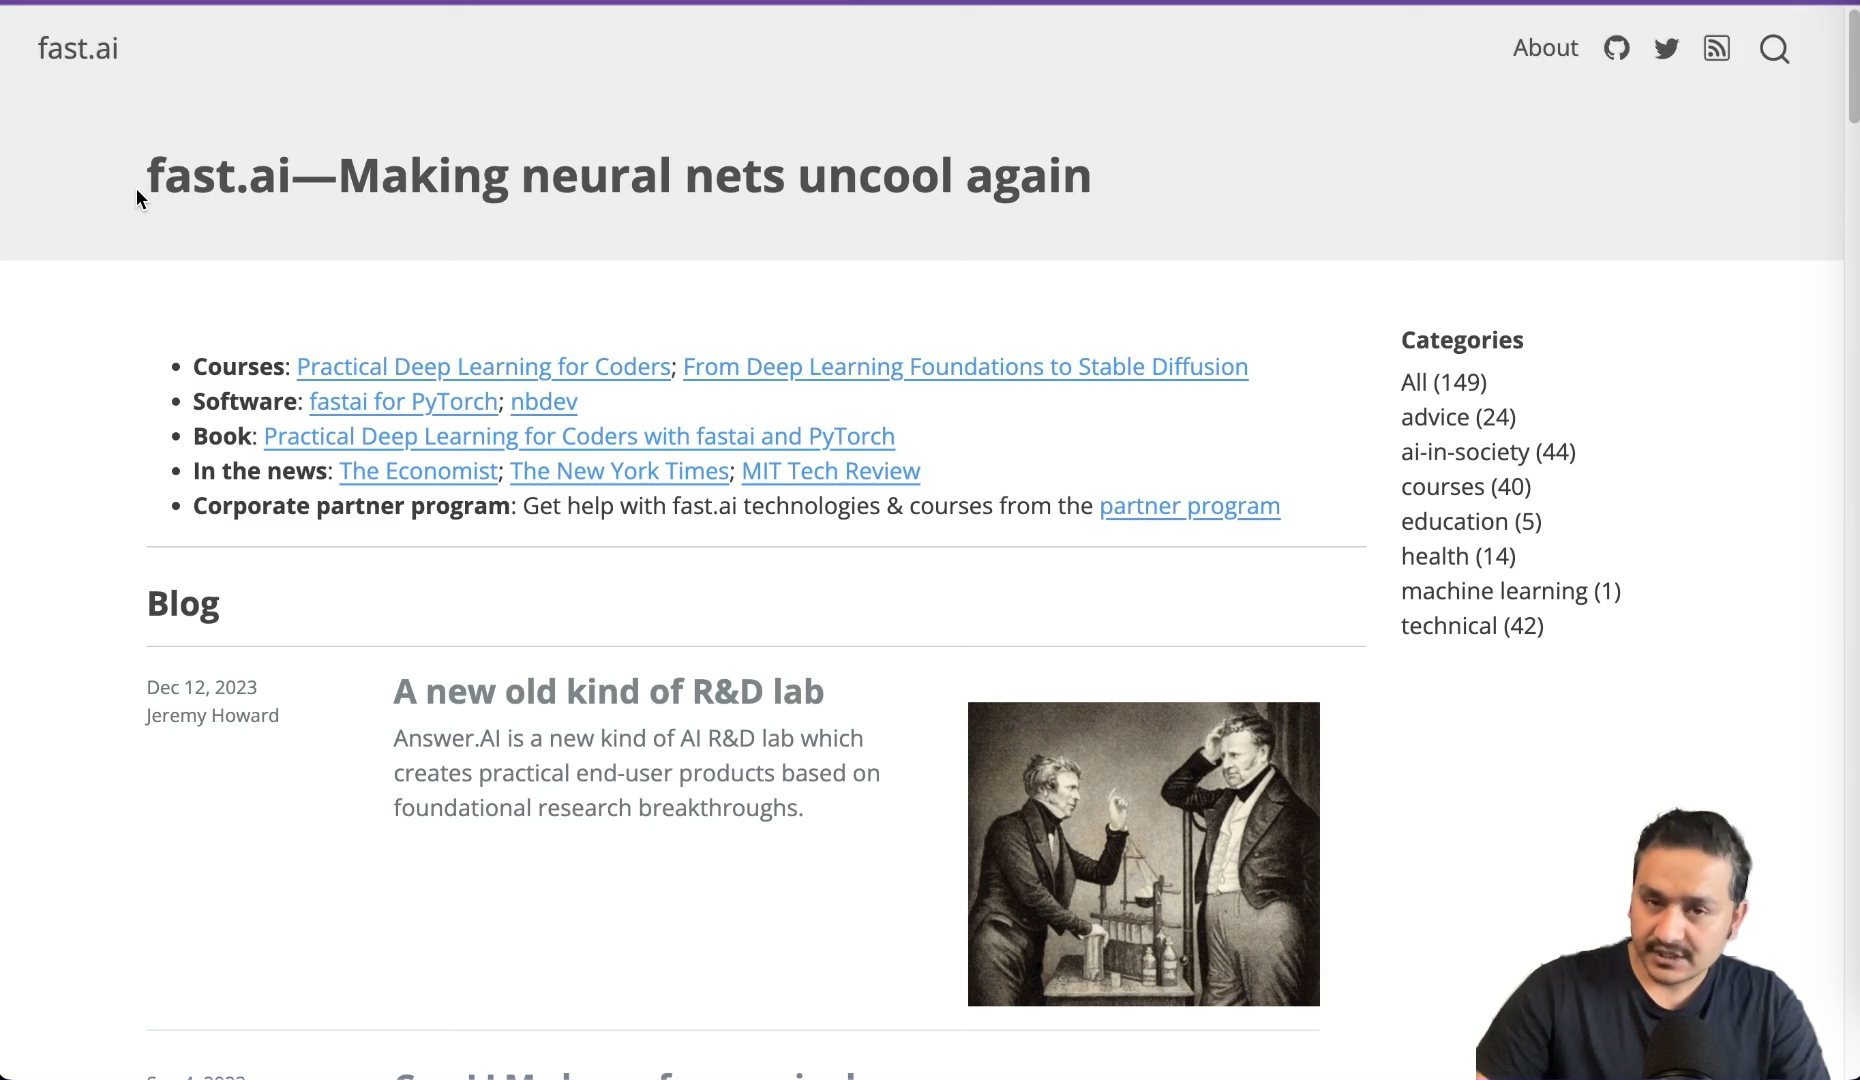 fast.ai
About
fast.ai—Making neural nets uncool again
• Courses: Practical Deep Learning for Coders; From Deep Learning Foundations to Stable Diffusion
• Software: fastai for PyTorch; nbdev
• Book: Practical Deep Learning for Coders with fastai and PyTorch
• In the news: The Economist; The New York Times; MIT Tech Review
• Corporate partner program: Get help with fast.ai technologies & courses from the partner program
Categories
All (149)
advice (24)
ai-in-society (44)
courses (40)
education (5)
health (14)
machine learning (1)
technical (42)
Blog
Dec 12, 2023
Jeremy Howard
A new old kind of R&D lab
Answer.AI is a new kind of AI R&D lab which
creates practical end-user products based on
foundational research breakthroughs.